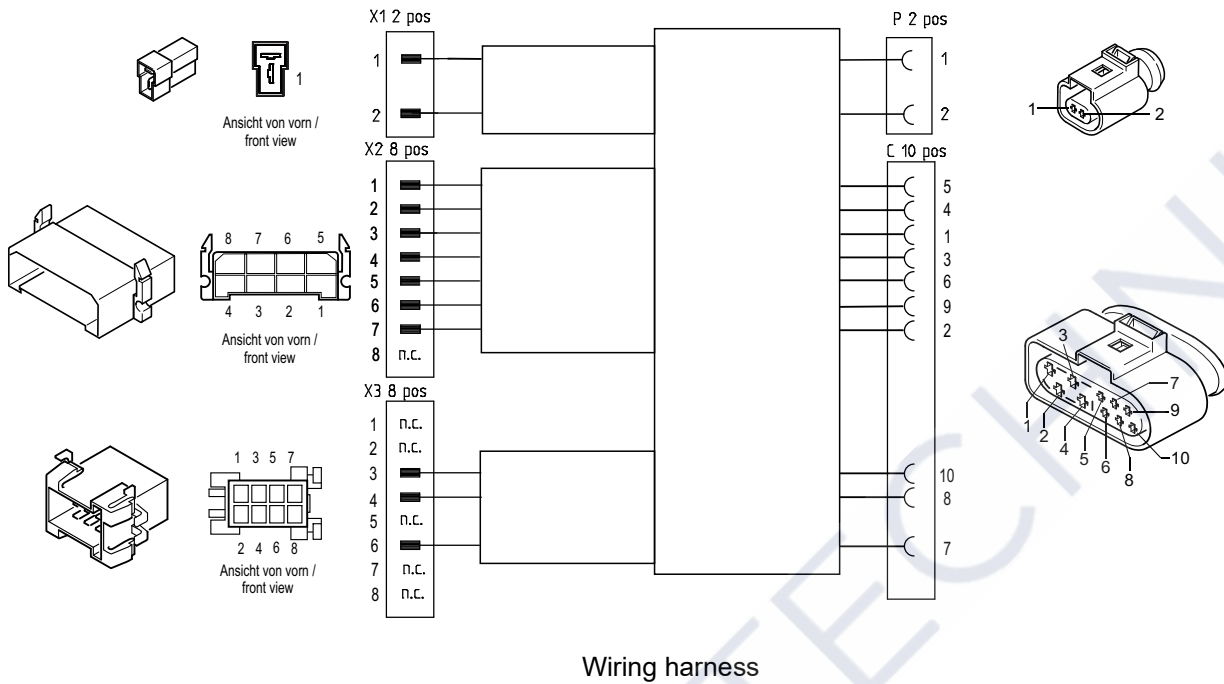 X1 2 pos
1
2
1
Ansicht von vorn /
front view
X2 8 pos
1
2
3
4
5
6
7
8 n.c.
8 7 6 5
4 3 2 1
Ansicht von vorn /
front view
X3 8 pos
1 n.c.
2 n.c.
3
4
5 n.c.
6
7 n.c.
8 n.c.
1 3 5 7
2 4 6 8
Ansicht von vorn /
front view
P 2 pos
1
2
1 2
C 10 pos
5
4
1
3
6
9
2
10
8
7
3
7
9
1
2
4
5
6
8
10
Wiring harness